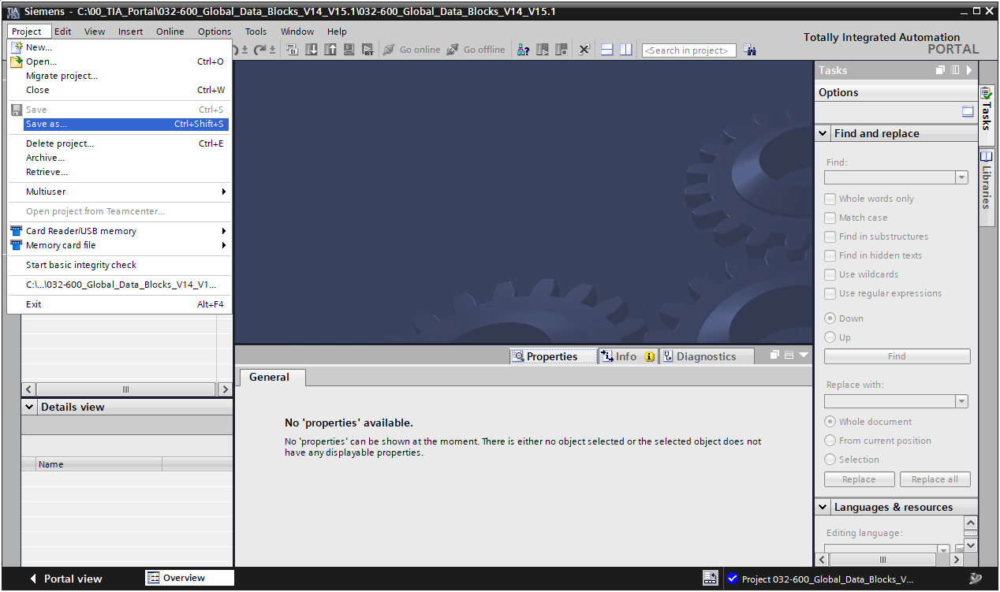 Siemens - C:\00_TIA_Portal\032-600_Global_Data_Blocks_V14_V15.1\032-600_Global_Data_Blocks_V14_V15.1
Project Edit View Insert Online Options Tools Window Help
Totally Integrated Automation
PORTAL
Go online Go offline <Search in project>
New...
Open... Ctrl+O
Migrate project...
Close Ctrl+W
Save Ctrl+S
Save as... Ctrl+Shift+S
Delete project... Ctrl+E
Archive...
Retrieve...
Multiuser
Open project from Teamcenter...
Card Reader/USB memory
Memory card file
Start basic integrity check
C:\...\032-600_Global_Data_Blocks_V14_V1...
Exit Alt+F4
Details view
Name
Properties Info Diagnostics
General
No 'properties' available.
No 'properties' can be shown at the moment. There is either no object selected or the selected object does not
have any displayable properties.
Tasks
Options
Find and replace
Find:
Whole words only
Match case
Find in substructures
Find in hidden texts
Use wildcards
Use regular expressions
Down
Up
Find
Replace with:
Whole document
From current position
Selection
Replace Replace all
Languages & resources
Editing language:
Tasks
Libraries
Portal view Overview Project 032-600_Global_Data_Blocks_V...